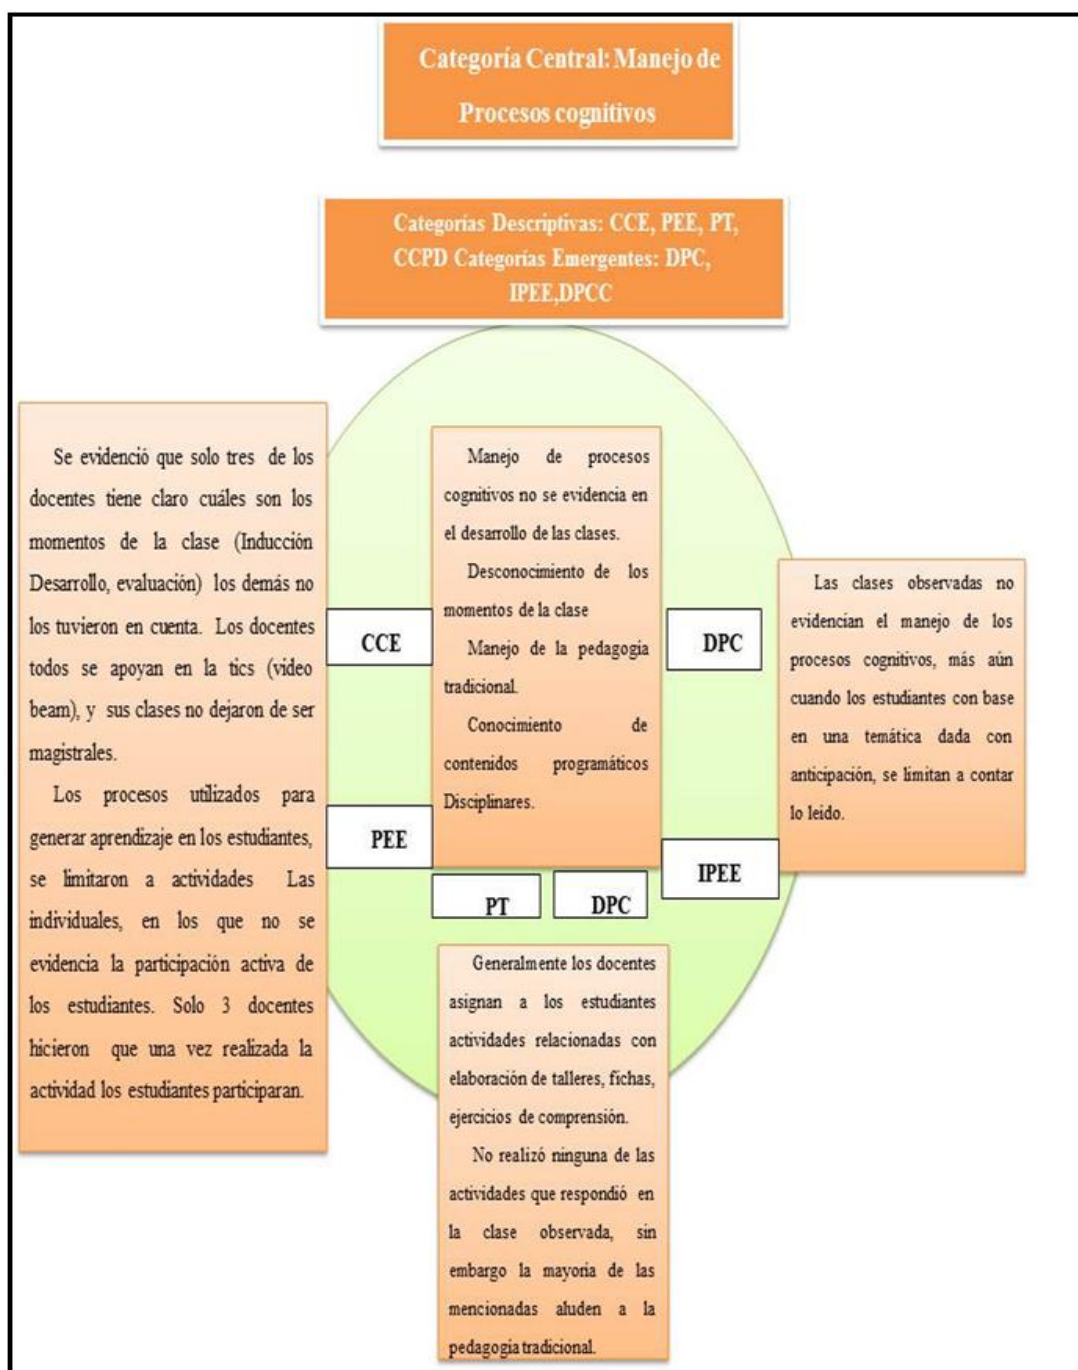 Categoría Central: Manejo de
Procesos cognitivos
Categorías Descriptivas: CCE, PEE, PT,
CCPD Categorías Emergentes: DPC,
IPEE,DPCC
Se evidenció que solo tres de los
docentes tiene claro cuáles son los
momentos de la clase (Inducción
Desarrollo, evaluación) los demás no
los tuvieron en cuenta. Los docentes
todos se apoyan en la tics (video
beam), y sus clases no dejaron de ser
magistrales.
Los procesos utilizados para
generar aprendizaje en los estudiantes,
se limitaron a actividades Las
individuales, en los que no se
evidencia la participación activa de
los estudiantes. Solo 3 docentes
hicieron que una vez realizada la
actividad los estudiantes participaran.
CCE
PEE
Manejo de procesos
cognitivos no se evidencia en
el desarrollo de las clases.
Desconocimiento de los
momentos de la clase
Manejo de la pedagogía
tradicional.
Conocimiento de
contenidos programáticos
Disciplinares.
DPC
IPEE
Las clases observadas no
evidencian el manejo de los
procesos cognitivos, más aún
cuando los estudiantes con base
en una temática dada con
anticipación, se limitan a contar
lo leído.
PT
DPC
Generalmente los docentes
asignan a los estudiantes
actividades relacionadas con
elaboración de talleres, fichas,
ejercicios de comprensión.
No realizó ninguna de las
actividades que respondió en
la clase observada, sin
embargo la mayoría de las
mencionadas aluden a la
pedagogía tradicional.